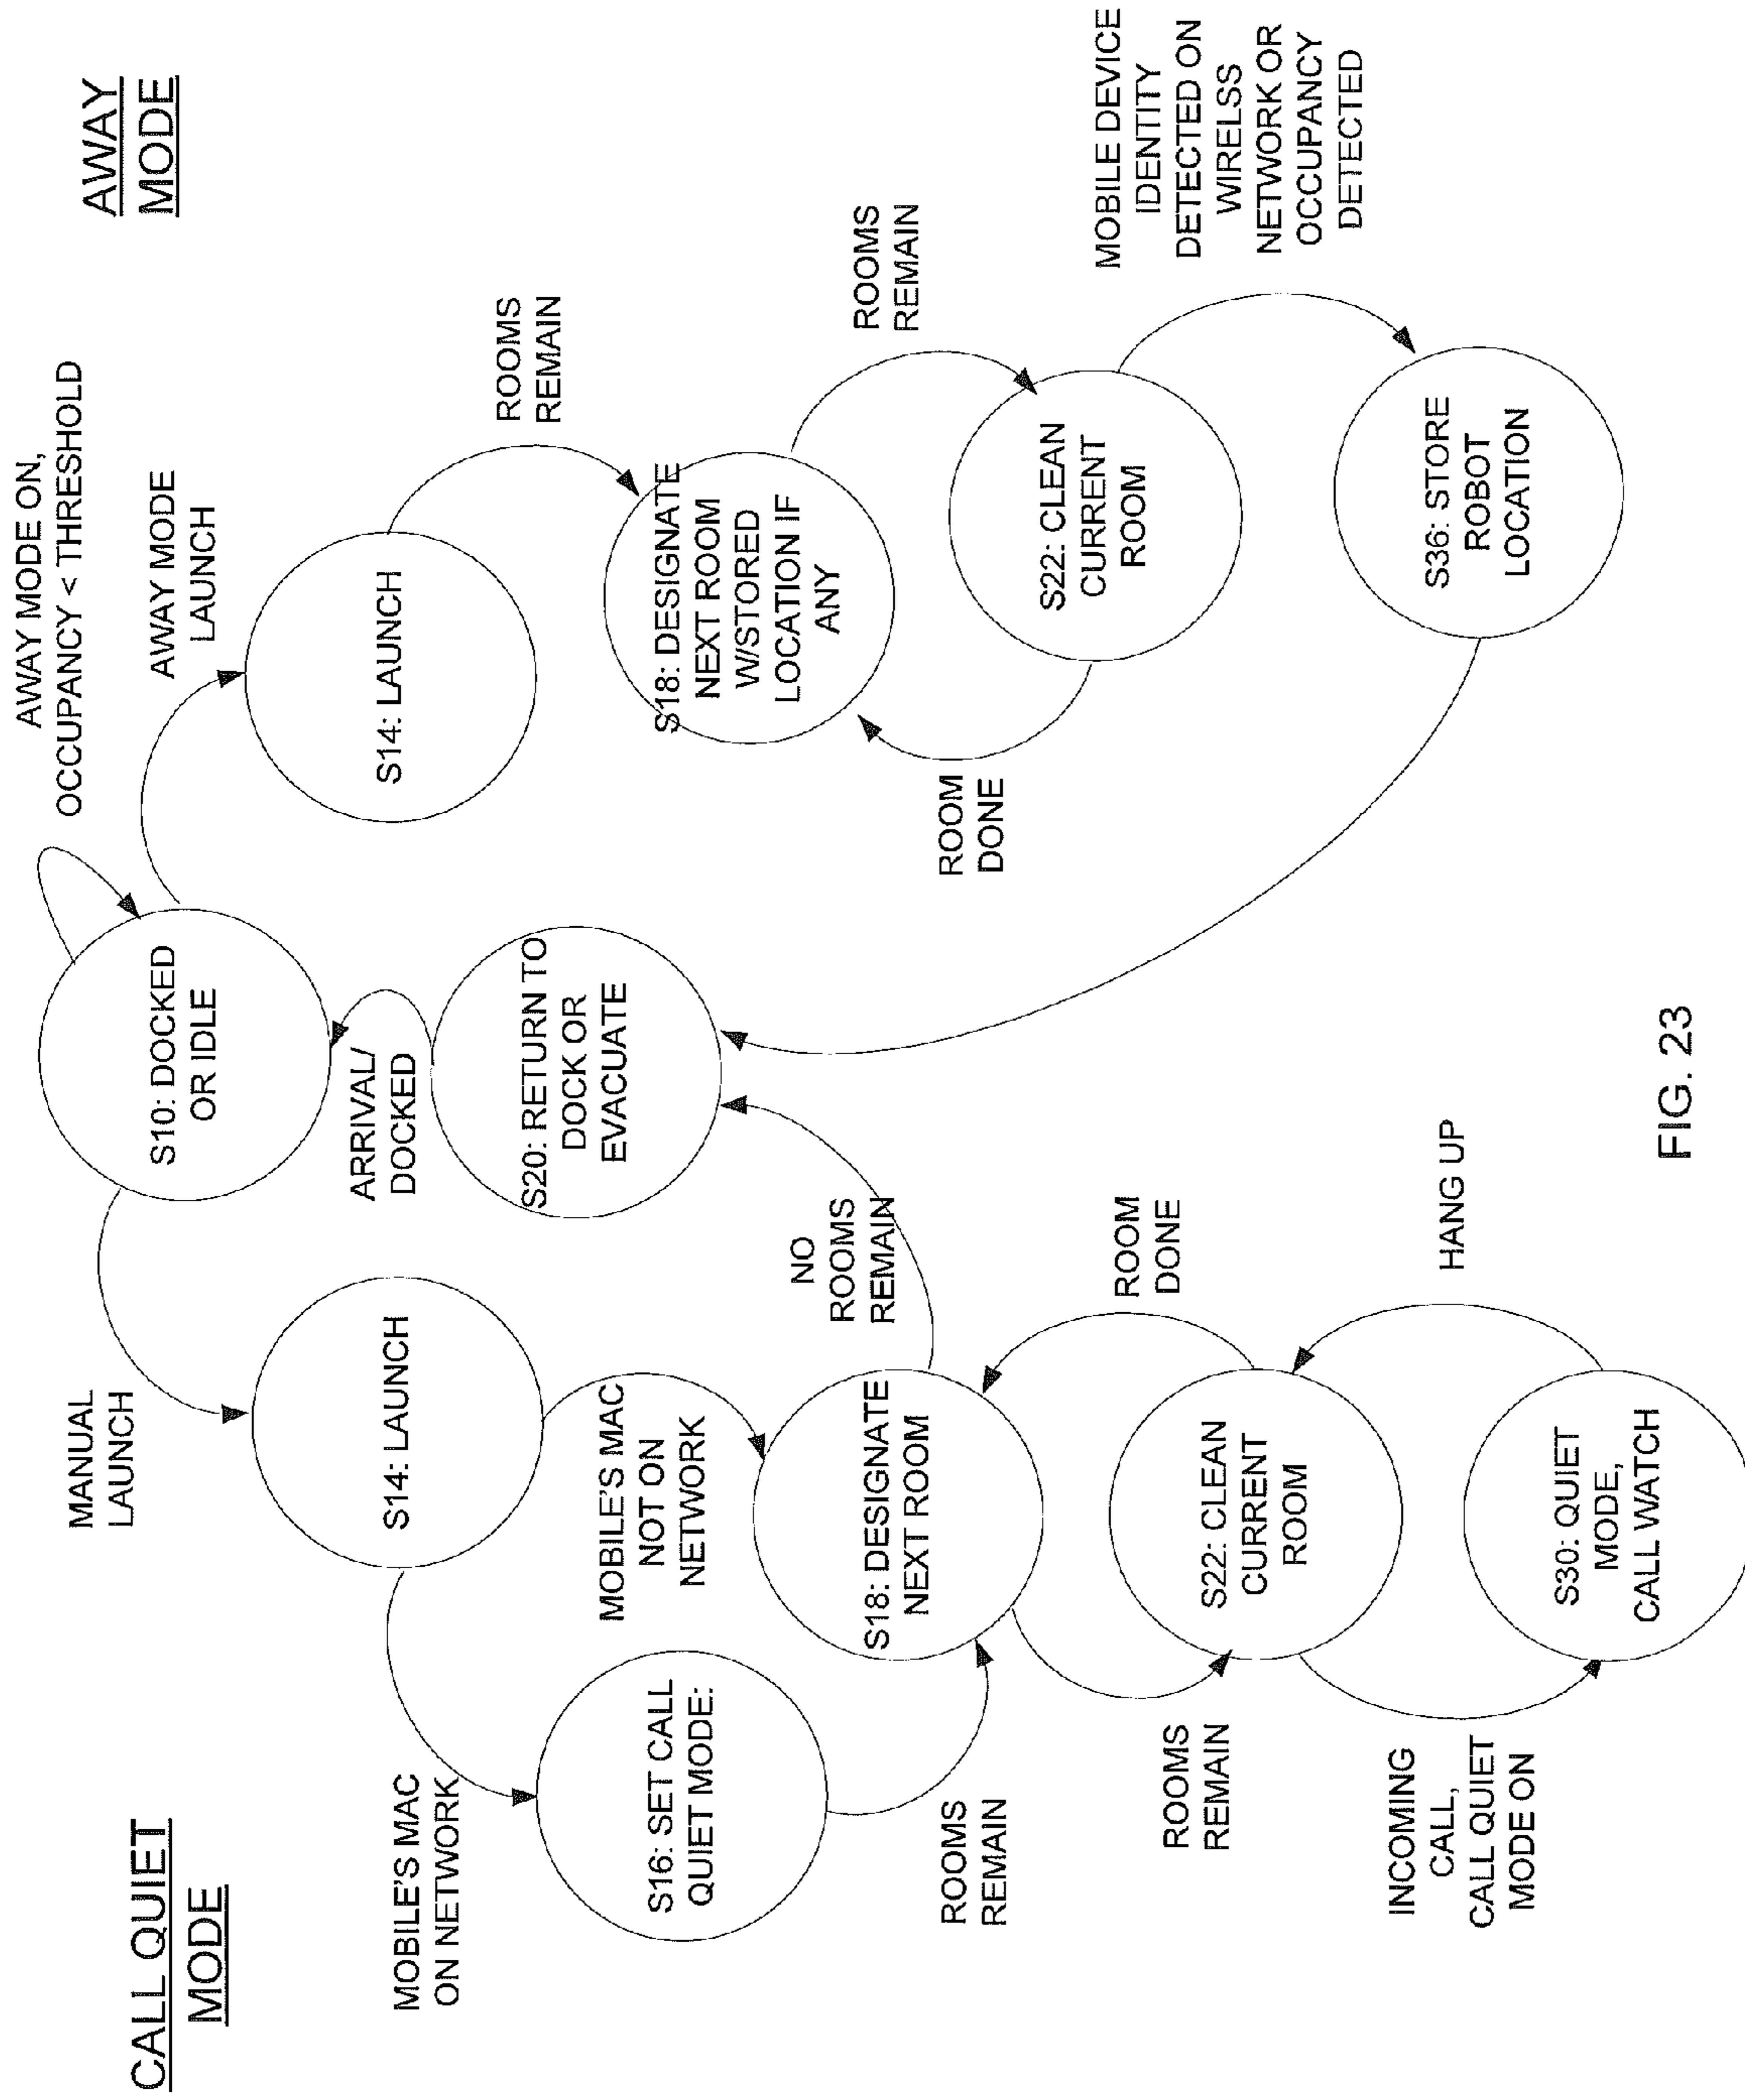 CALL QUIET
MODE
AWAY
MODE
AWAY MODE ON,
OCCUPANCY < THRESHOLD
MANUAL
LAUNCH
S10: DOCKED
OR IDLE
AWAY MODE
LAUNCH
ARRIVAL/
DOCKED
S14: LAUNCH
S14: LAUNCH
MOBILE'S MAC
ON NETWORK
MOBILE'S MAC
NOT ON
NETWORK
S20: RETURN TO
DOCK OR
EVACUATE
ROOMS
REMAIN
S16: SET CALL
QUIET MODE:
NO
ROOMS
REMAIN
S18: DESIGNATE
NEXT ROOM
W/STORED
LOCATION IF
ANY
S18: DESIGNATE
NEXT ROOM
ROOMS
REMAIN
ROOM
DONE
ROOMS
REMAIN
S22: CLEAN
CURRENT
ROOM
MOBILE DEVICE
IDENTITY
DETECTED ON
WIRELSS
NETWORK OR
OCCUPANCY
DETECTED
ROOMS
REMAIN
S22: CLEAN
CURRENT
ROOM
ROOM
DONE
INCOMING
CALL,
CALL QUIET
MODE ON
HANG UP
S36: STORE
ROBOT
LOCATION
S30: QUIET
MODE,
CALL WATCH
FIG. 23